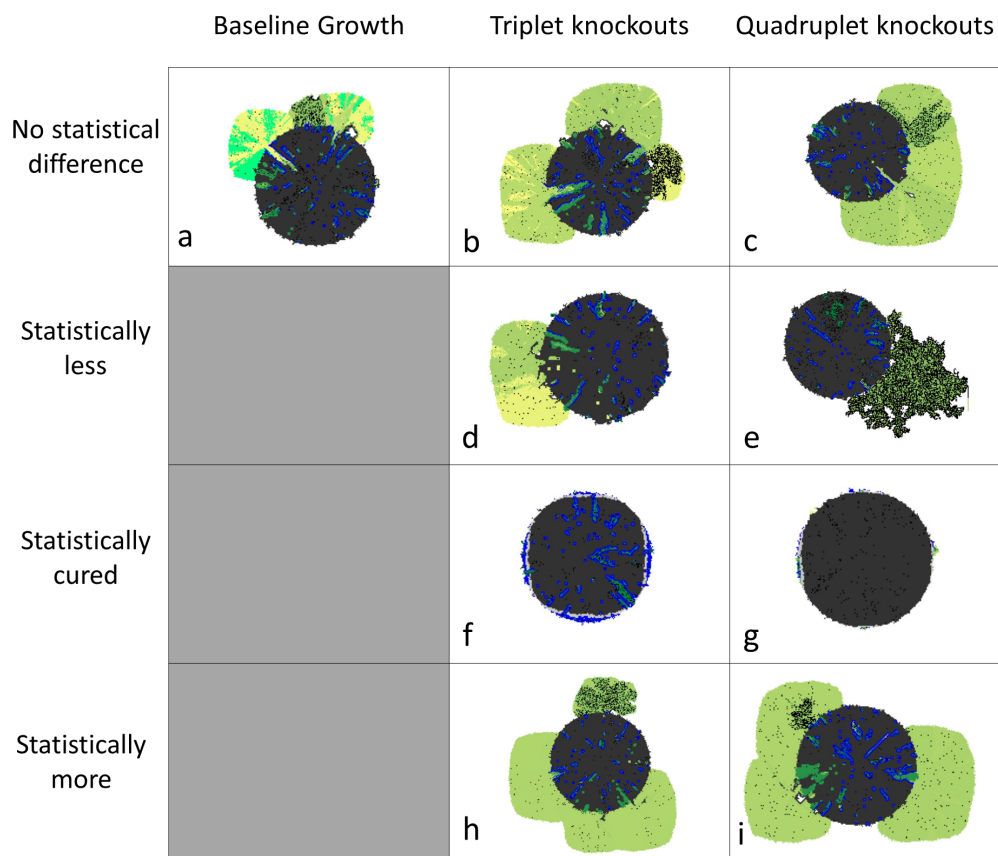 Baseline Growth
Triplet knockouts
Quadruplet knockouts
No statistical
difference
a
b
c
Statistically
less
d
e
Statistically
cured
f
g
Statistically
more
h
i